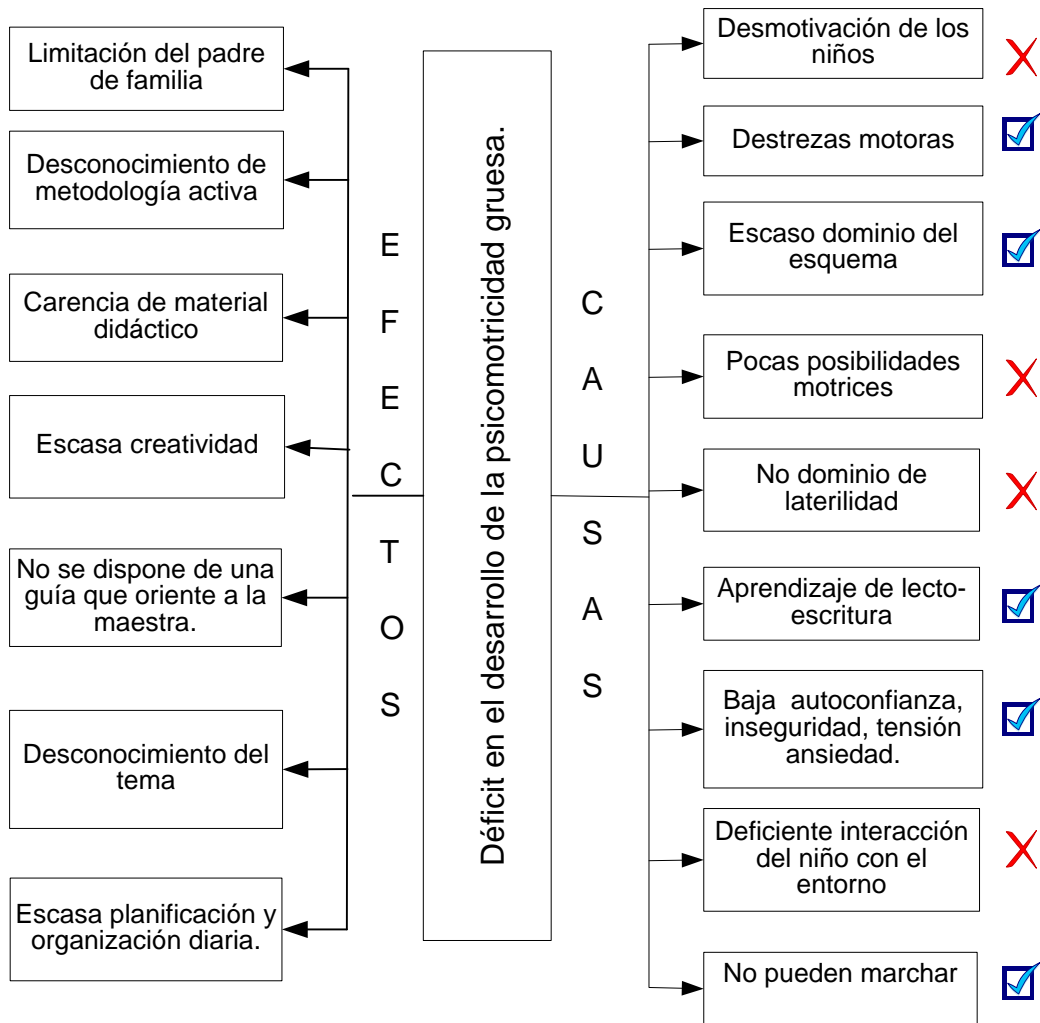 Limitación del padre
de familia
Desconocimiento de
metodología activa
Carencia de material
didáctico
Escasa creatividad
No se dispone de una
guía que oriente a la
maestra.
Desconocimiento del
tema
Escasa planificación y
organización diaria.
E
F
E
C
T
O
S
Déficit en el desarrollo de la psicomotricidad gruesa.
C
A
U
S
A
S
Desmotivación de los
niños
Destrezas motoras
Escaso dominio del
esquema
Pocas posibilidades
motrices
No dominio de
laterilidad
Aprendizaje de lecto-
escritura
Baja autoconfianza,
inseguridad, tensión
ansiedad.
Deficiente interacción
del niño con el
entorno
No pueden marchar